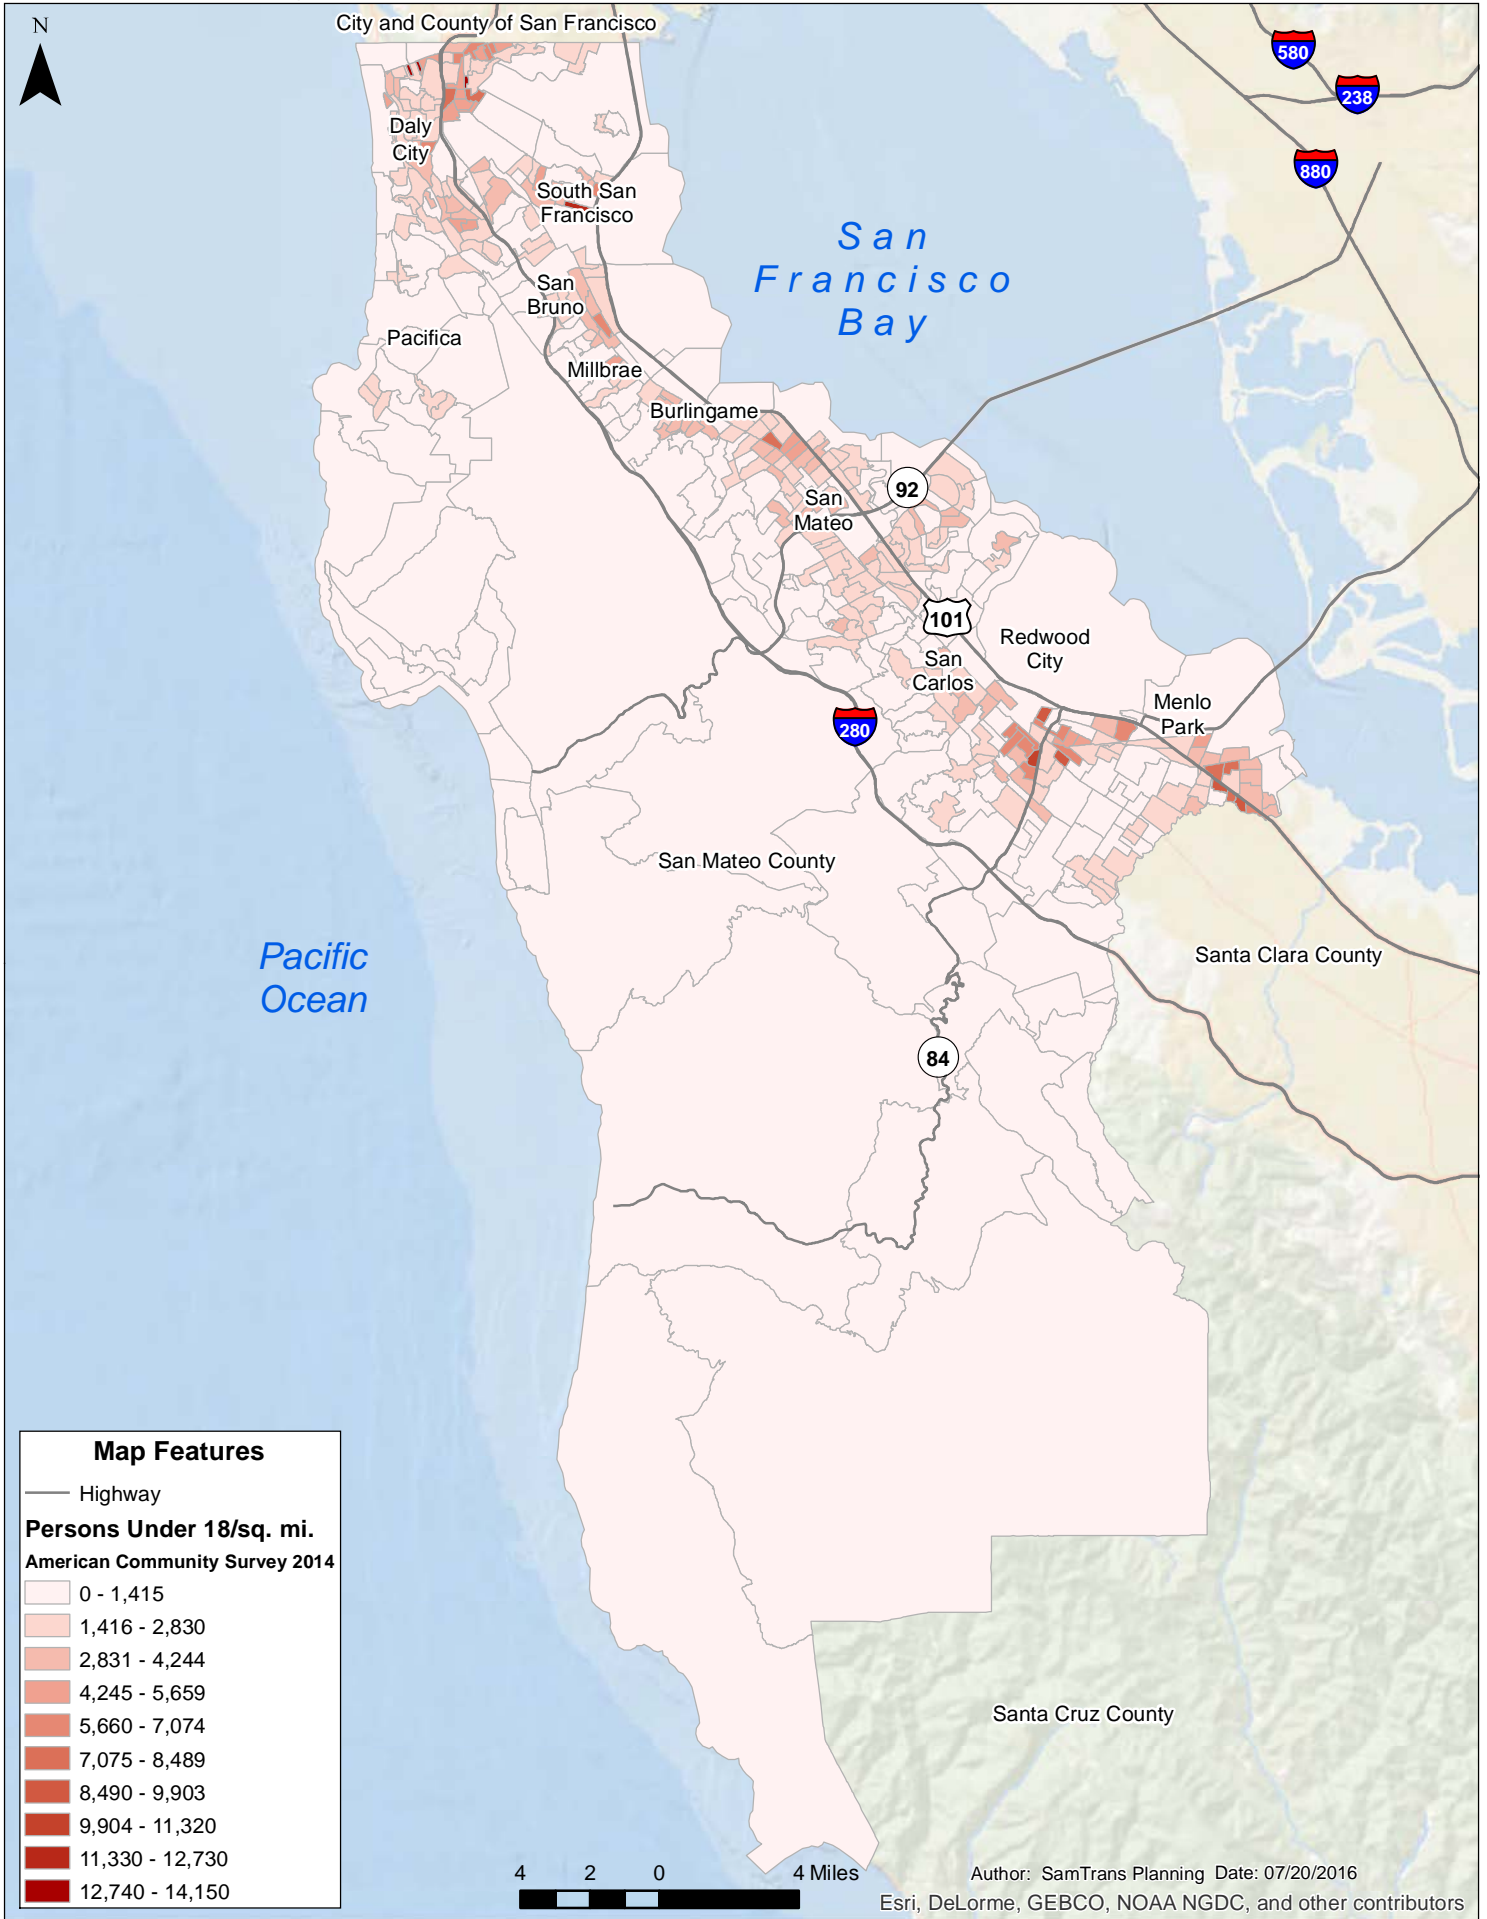 N
City and County of San Francisco
580
238
880
Daly
City
South San
Francisco
San
Francisco
Bay
San
Bruno
Pacifica
Millbrae
Burlingame
92
San
Mateo
101
Redwood
City
San
Carlos
Menlo
Park
280
San Mateo County
Pacific
Ocean
Santa Clara County
84
Santa Cruz County
Map Features
Highway
Persons Under 18/sq. mi.
American Community Survey 2014
0 - 1,415
1,416 - 2,830
2,831 - 4,244
4,245 - 5,659
5,660 - 7,074
7,075 - 8,489
8,490 - 9,903
9,904 - 11,320
11,330 - 12,730
12,740 - 14,150
4 2 0 4 Miles
Author: SamTrans Planning Date: 07/20/2016
Esri, DeLorme, GEBCO, NOAA NGDC, and other contributors